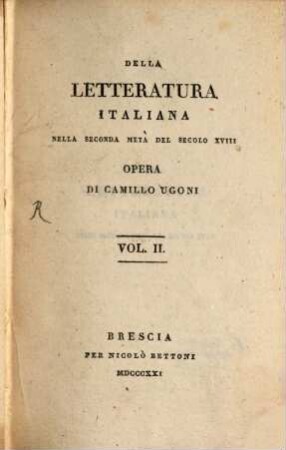 DELLA
LETTERATURA
ITALIANA
NELLA SECONDA METÀ DEL SECOLO XVIII
OPERA
DI CAMILLO UGONI
R
VOL. II.
BRESCIA
PER NICOLÒ BETTONI
MDCCCXXI